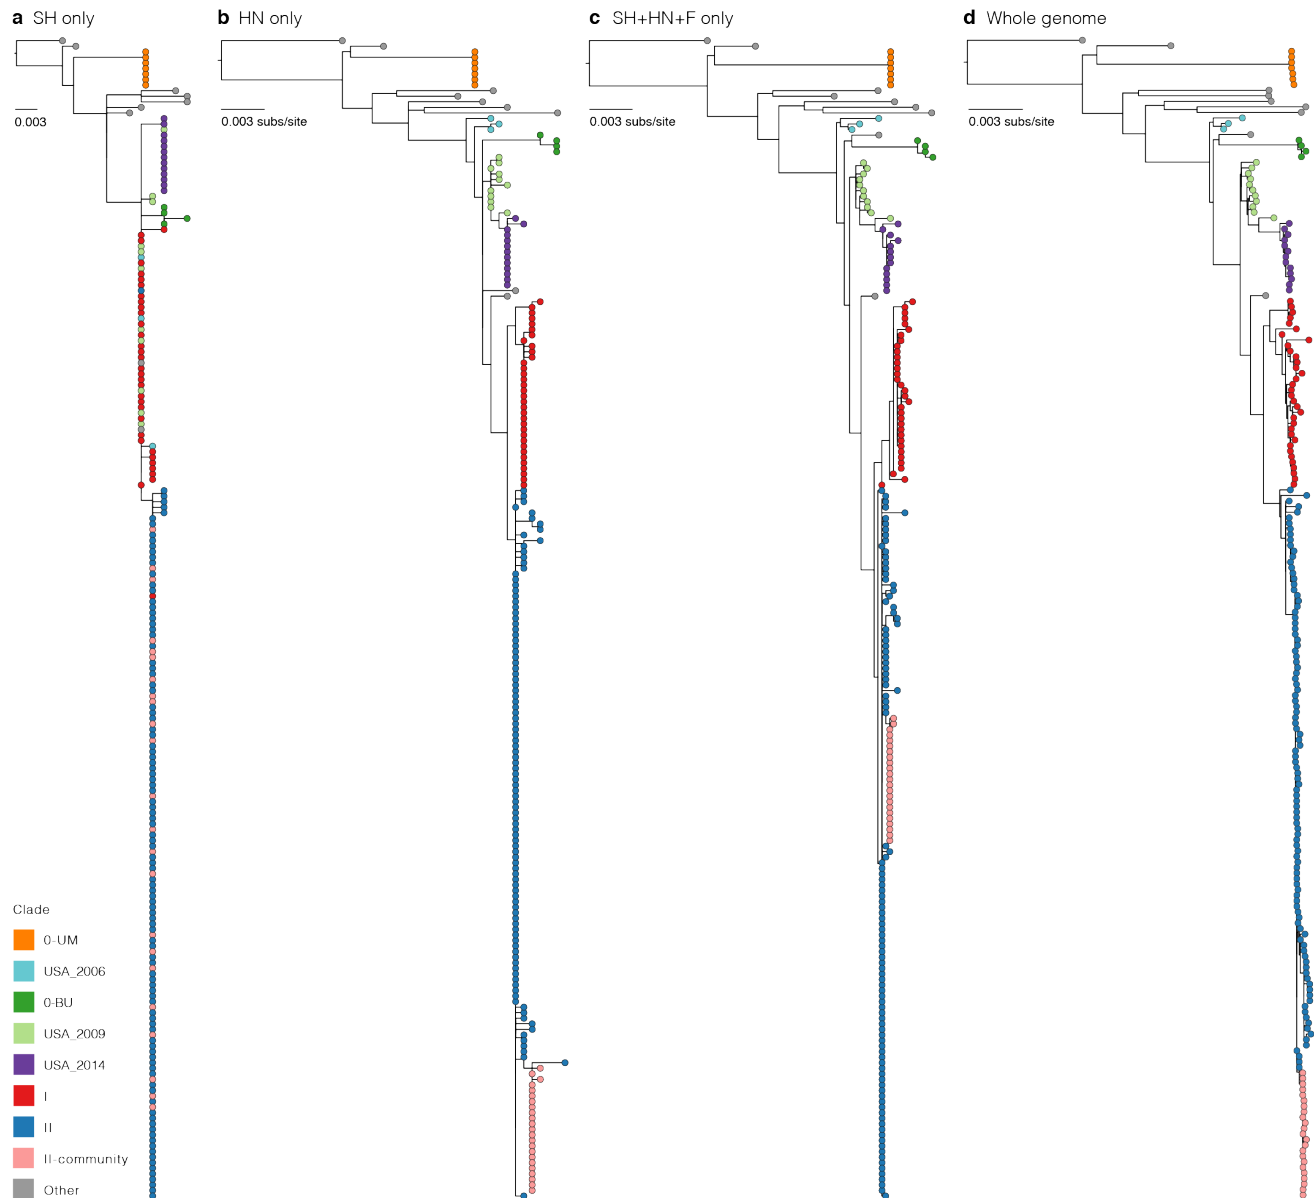 a SH only
b HN only
c SH+HN+F only
d Whole genome
0.003
0.003 subs/site
0.003 subs/site
0.003 subs/site
Clade
0-UM
USA_2006
0-BU
USA_2009
USA_2014
I
II
II-community
Other